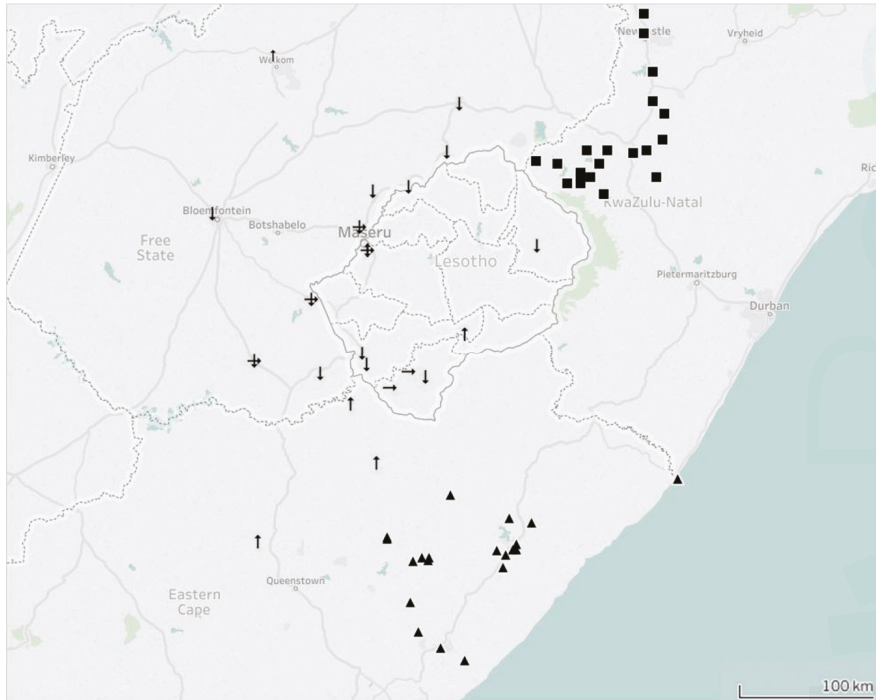 Newcastle
Vryheid
Welkom
Kimberley
Ric
KwaZulu-Natal
Bloemfontein
Botshabelo
Maseru
Free
State
Lesotho
Pietermaritzburg
Durban
Eastern
Cape
Queenstown
100 km